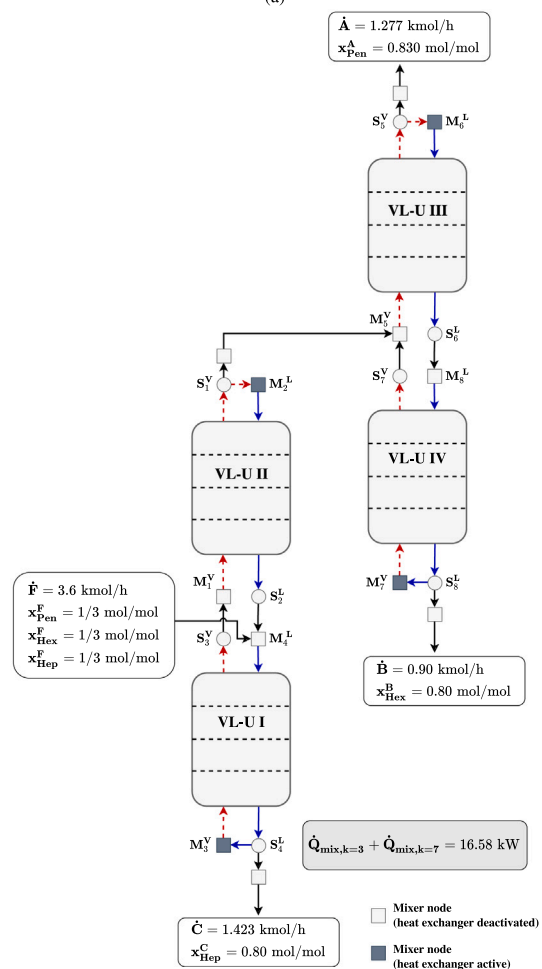 (a)
Ȧ = 1.277 kmol/h
x^A_Pen = 0.830 mol/mol
S^V_5
M^L_6
VL-U III
M^V_5
S^L_6
S^V_1
M^L_2
S^V_7
M^L_8
VL-U II
VL-U IV
Ḟ = 3.6 kmol/h
x^F_Pen = 1/3 mol/mol
x^F_Hex = 1/3 mol/mol
x^F_Hep = 1/3 mol/mol
M^V_1
S^L_2
S^V_3
M^L_4
M^V_7
S^L_8
Ḃ = 0.90 kmol/h
x^B_Hex = 0.80 mol/mol
VL-U I
M^V_3
S^L_4
Q̇_mix,k=3 + Q̇_mix,k=7 = 16.58 kW
Ċ = 1.423 kmol/h
x^C_Hep = 0.80 mol/mol
Mixer node
(heat exchanger deactivated)
Mixer node
(heat exchanger active)